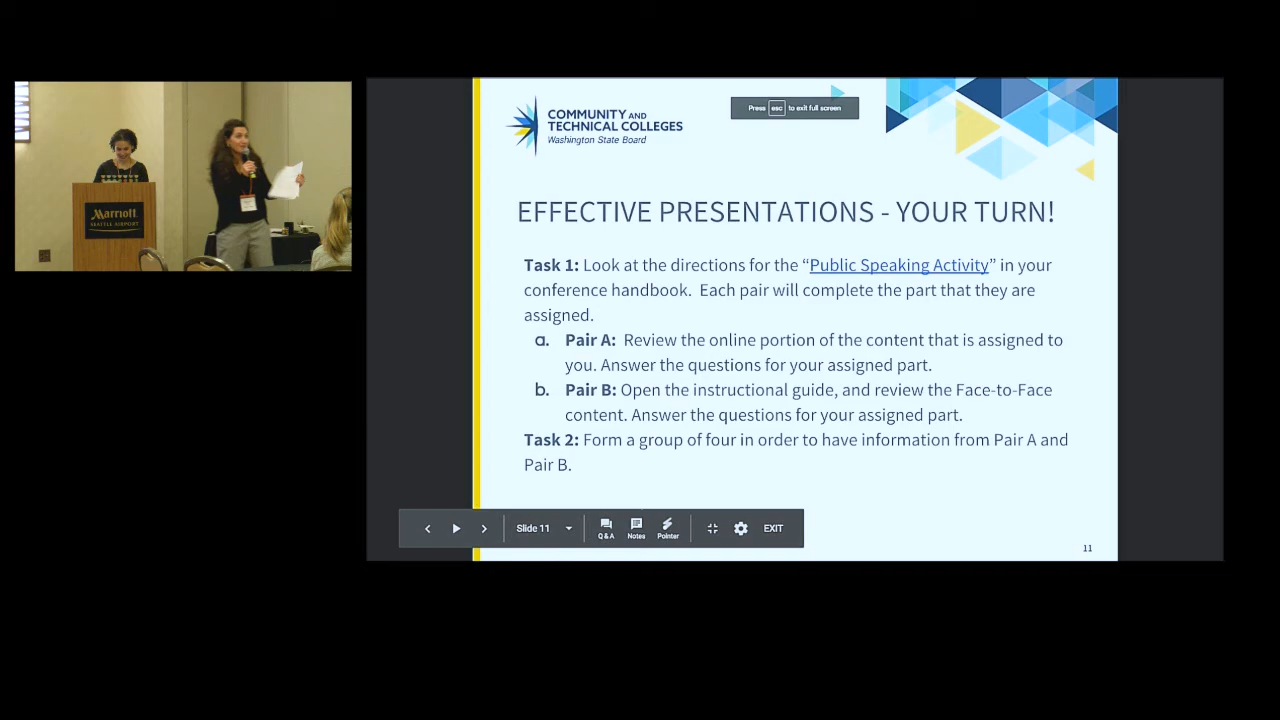 Marriott
SEATTLE AIRPORT
COMMUNITY AND
TECHNICAL COLLEGES
Washington State Board
Press esc to exit full screen
EFFECTIVE PRESENTATIONS - YOUR TURN!
Task 1: Look at the directions for the “Public Speaking Activity” in your
conference handbook.  Each pair will complete the part that they are
assigned.
a. Pair A:  Review the online portion of the content that is assigned to
you. Answer the questions for your assigned part.
b. Pair B: Open the instructional guide, and review the Face-to-Face
content. Answer the questions for your assigned part.
Task 2: Form a group of four in order to have information from Pair A and
Pair B.
Slide 11
Q & A
Notes
Pointer
EXIT
11